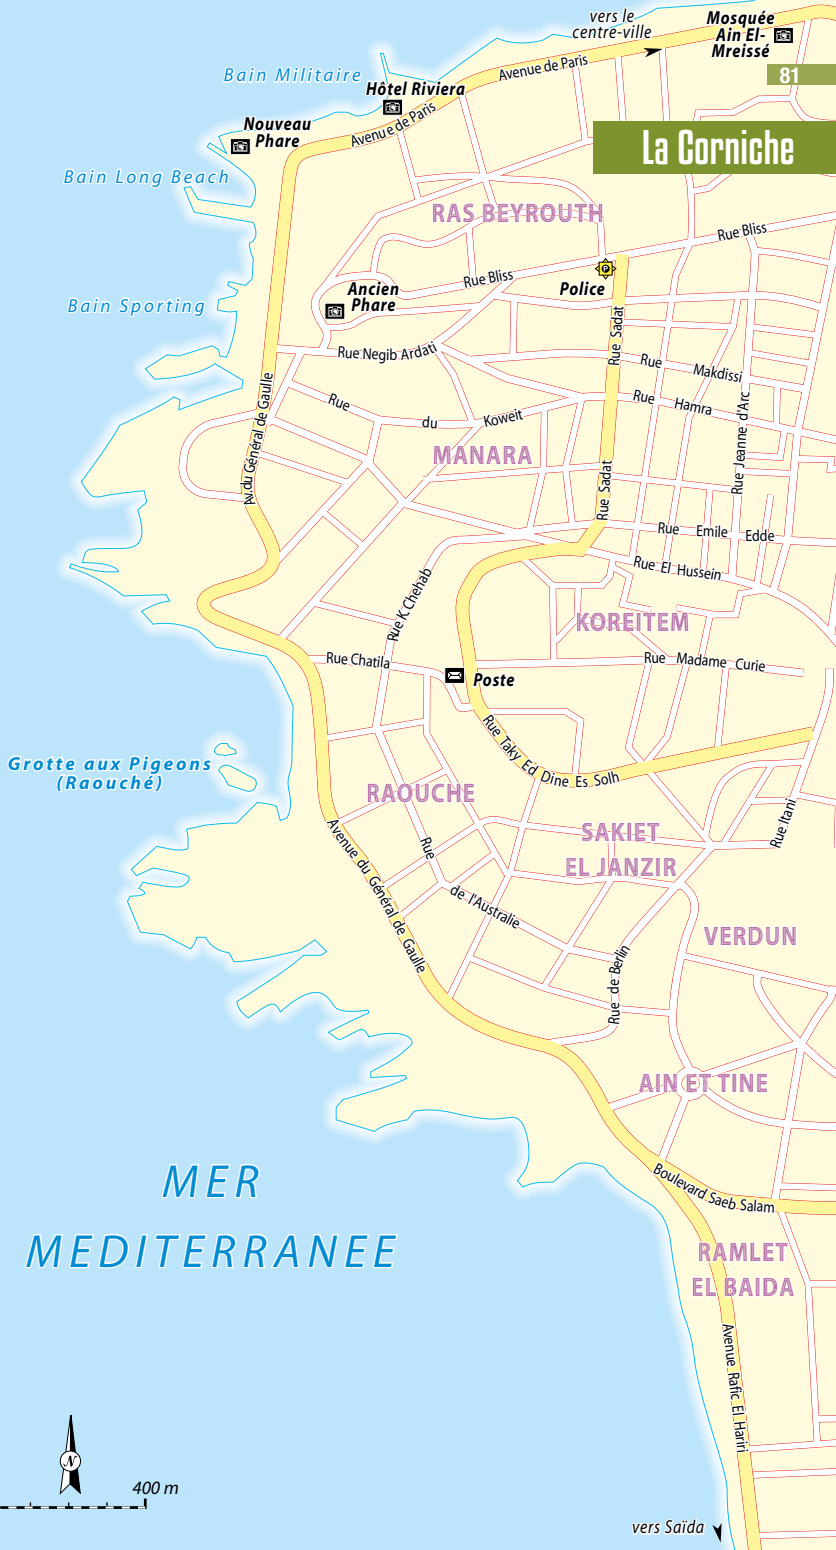 vers le
centre-ville
Mosquée
Ain El-
Mreissé
81
Bain Militaire
Hôtel Riviera
Avenue de Paris
Avenue de Paris
Nouveau
Phare
La Corniche
Bain Long Beach
RAS BEYROUTH
Rue Bliss
Rue Bliss
Police
Ancien
Phare
Bain Sporting
Rue Sadat
Rue Negib Ardati
Rue Makdissi
Rue Hamra
Rue Jeanne d'Arc
Av. du Général de Gaulle
Rue du Koweit
MANARA
Rue Sadat
Rue Emile Edde
Rue El Hussein
Rue K. Chehab
KOREITEM
Rue Chatila
Rue Madame Curie
Poste
Rue Taky Ed Dine Es Solh
Grotte aux Pigeons
(Raouché)
RAOUCHE
Rue Itani
SAKIET
EL JANZIR
Avenue du Général de Gaulle
Rue de l'Australie
VERDUN
Rue de Berlin
AIN ET TINE
MER
MEDITERRANEE
Boulevard Saeb Salam
RAMLET
EL BAIDA
Avenue Rafic El Hariri
N
400 m
vers Saïda